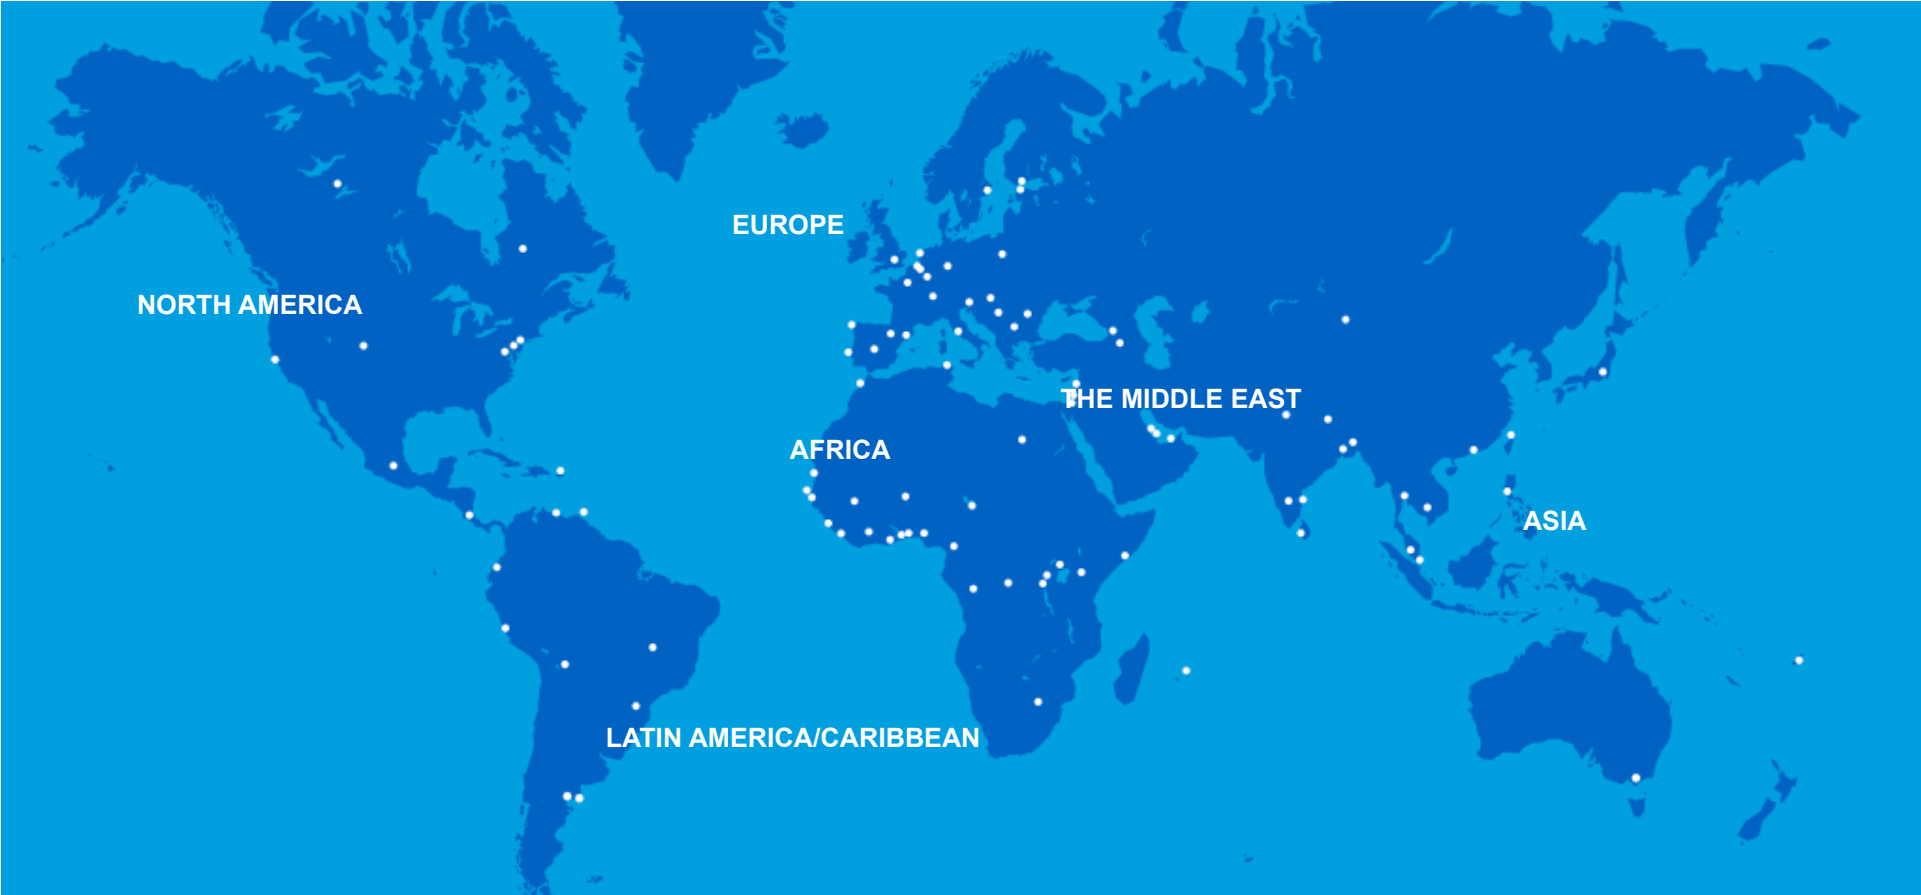 EUROPE
NORTH AMERICA
THE MIDDLE EAST
AFRICA
ASIA
LATIN AMERICA/CARIBBEAN